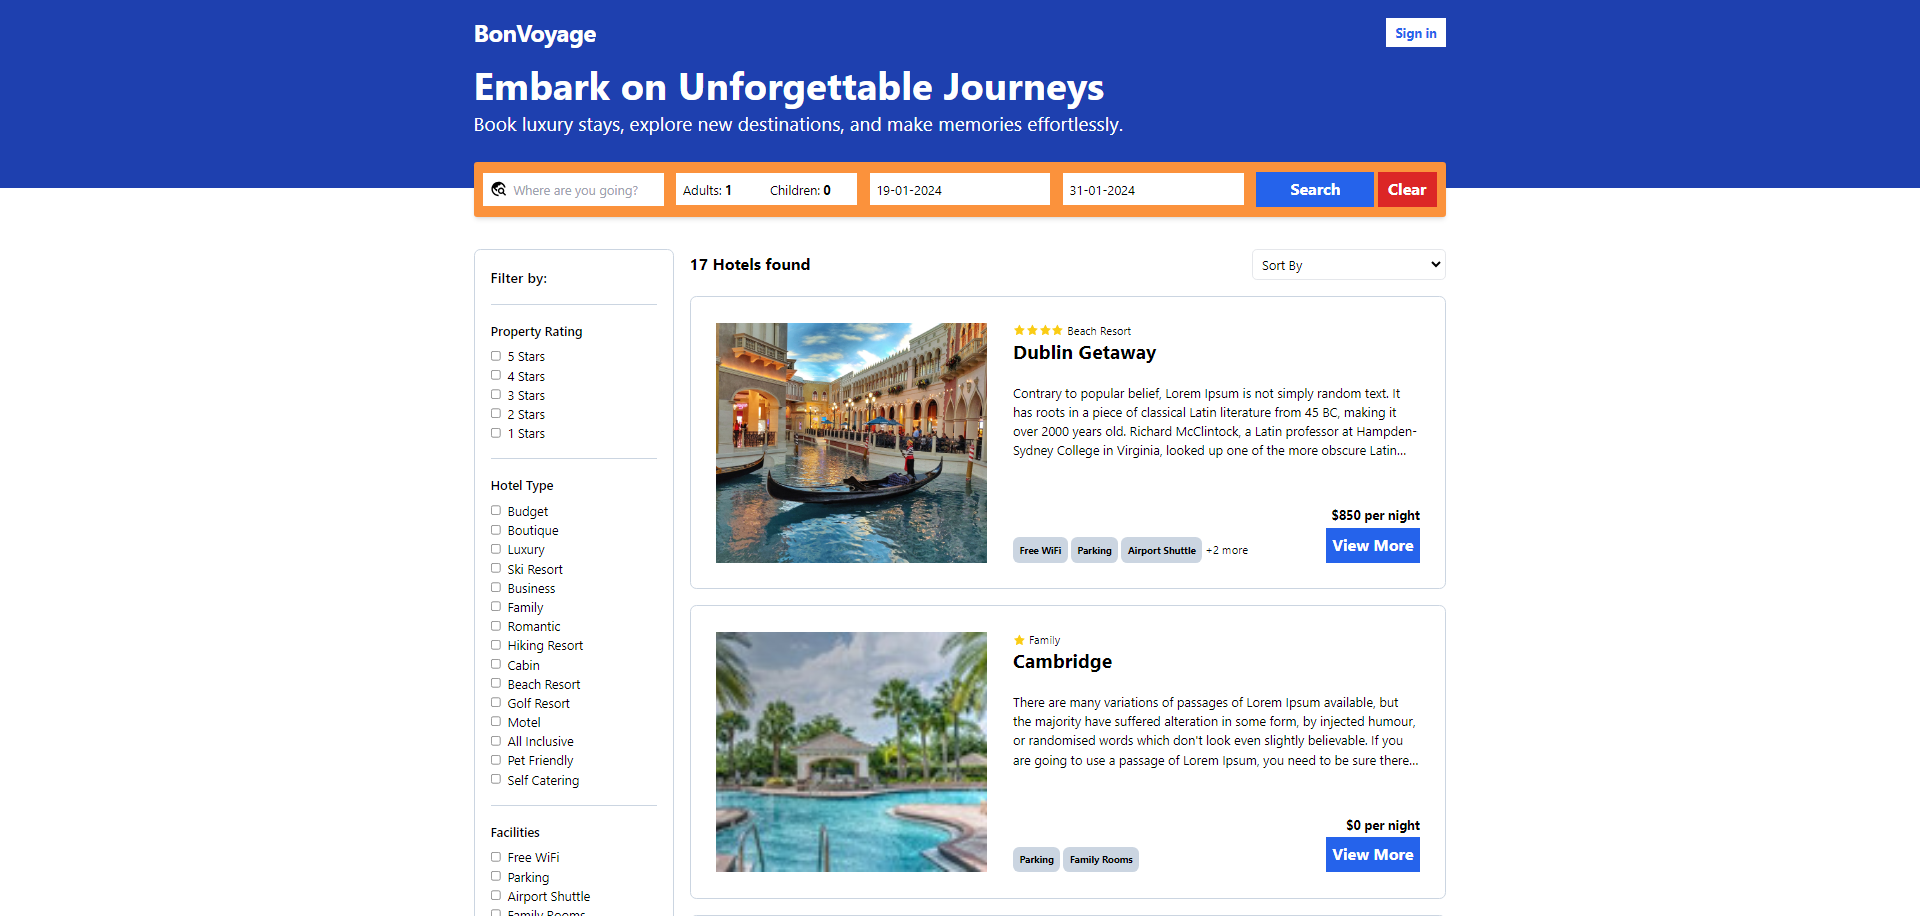 BonVoyage
Sign in
Embark on Unforgettable Journeys
Book luxury stays, explore new destinations, and make memories effortlessly.
Where are you going?
Adults: 1
Children: 0
19-01-2024
31-01-2024
Search
Clear
Filter by:
Property Rating
5 Stars
4 Stars
3 Stars
2 Stars
1 Stars
Hotel Type
Budget
Boutique
Luxury
Ski Resort
Business
Family
Romantic
Hiking Resort
Cabin
Beach Resort
Golf Resort
Motel
All Inclusive
Pet Friendly
Self Catering
Facilities
Free WiFi
Parking
Airport Shuttle
Family Rooms
17 Hotels found
Sort By
Beach Resort
Dublin Getaway
Contrary to popular belief, Lorem Ipsum is not simply random text. It
has roots in a piece of classical Latin literature from 45 BC, making it
over 2000 years old. Richard McClintock, a Latin professor at Hampden-
Sydney College in Virginia, looked up one of the more obscure Latin...
$850 per night
Free WiFi
Parking
Airport Shuttle
+2 more
View More
Family
Cambridge
There are many variations of passages of Lorem Ipsum available, but
the majority have suffered alteration in some form, by injected humour,
or randomised words which don't look even slightly believable. If you
are going to use a passage of Lorem Ipsum, you need to be sure there...
$0 per night
Parking
Family Rooms
View More